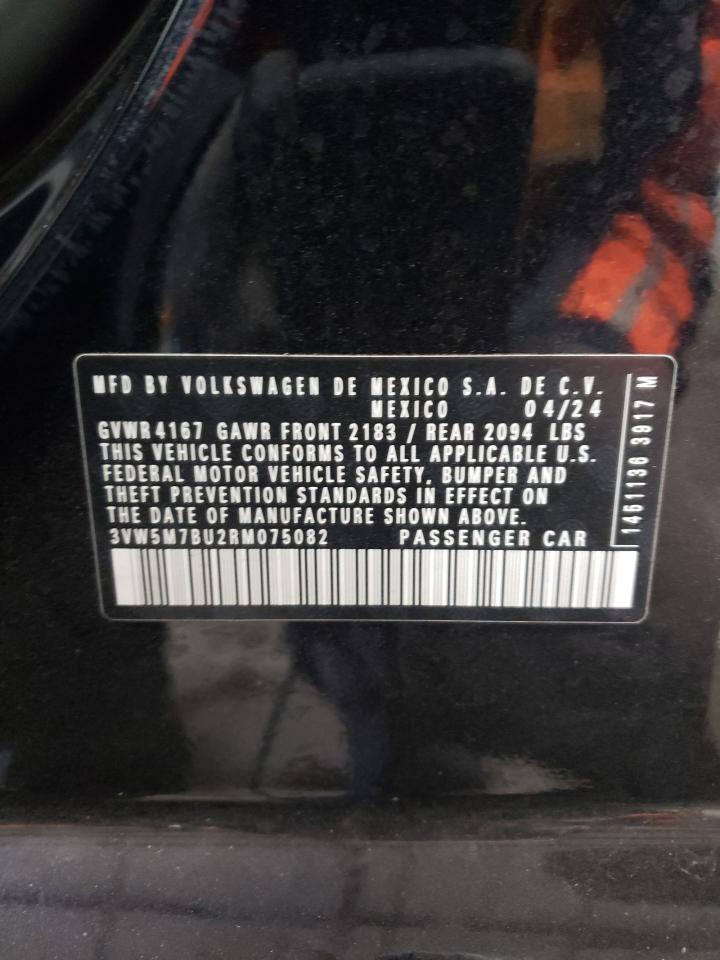 MFD BY VOLKSWAGEN DE MEXICO S.A. DE C.V.
MEXICO 04/24
GVWR 4167 GAWR FRONT 2183 / REAR 2094 LBS
THIS VEHICLE CONFORMS TO ALL APPLICABLE U.S.
FEDERAL MOTOR VEHICLE SAFETY, BUMPER AND
THEFT PREVENTION STANDARDS IN EFFECT ON
THE DATE OF MANUFACTURE SHOWN ABOVE.
3VW5M7BU2RM075082 PASSENGER CAR
1451136 3917 M